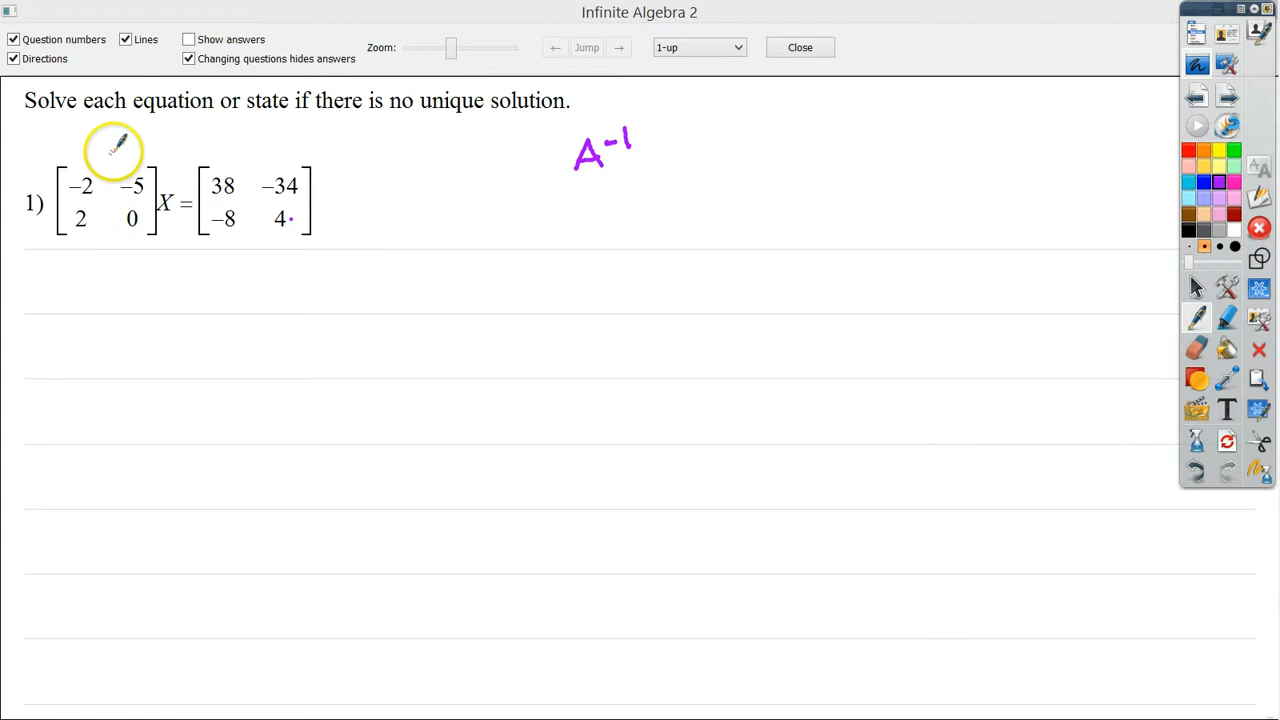 Infinite Algebra 2
Question numbers Lines Show answers Zoom: ← Jump → 1-up Close
Directions Changing questions hides answers
Solve each equation or state if there is no unique solution.
A⁻¹
1) [–2 –5; 2 0] X = [38 –34; –8 4]
T